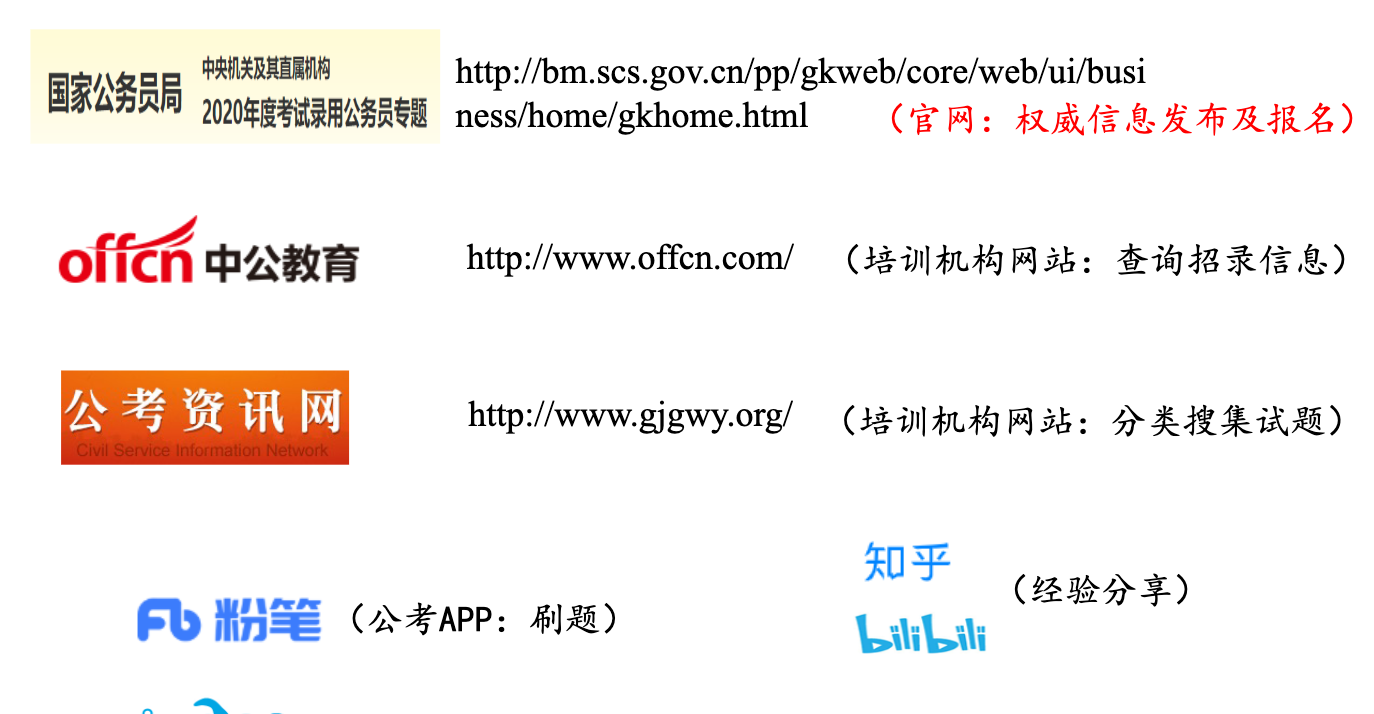 国家公务员局
中央机关及其直属机构
2020年度考试录用公务员专题
http://bm.scs.gov.cn/pp/gkweb/core/web/ui/busi
ness/home/gkhome.html
（官网：权威信息发布及报名）
offcn 中公教育
http://www.offcn.com/
（培训机构网站：查询招录信息）
公考资讯网
Civil Service Information Network
http://www.gjgwy.org/
（培训机构网站：分类搜集试题）
知乎
（经验分享）
Fb 粉笔
（公考APP：刷题）
bilibili